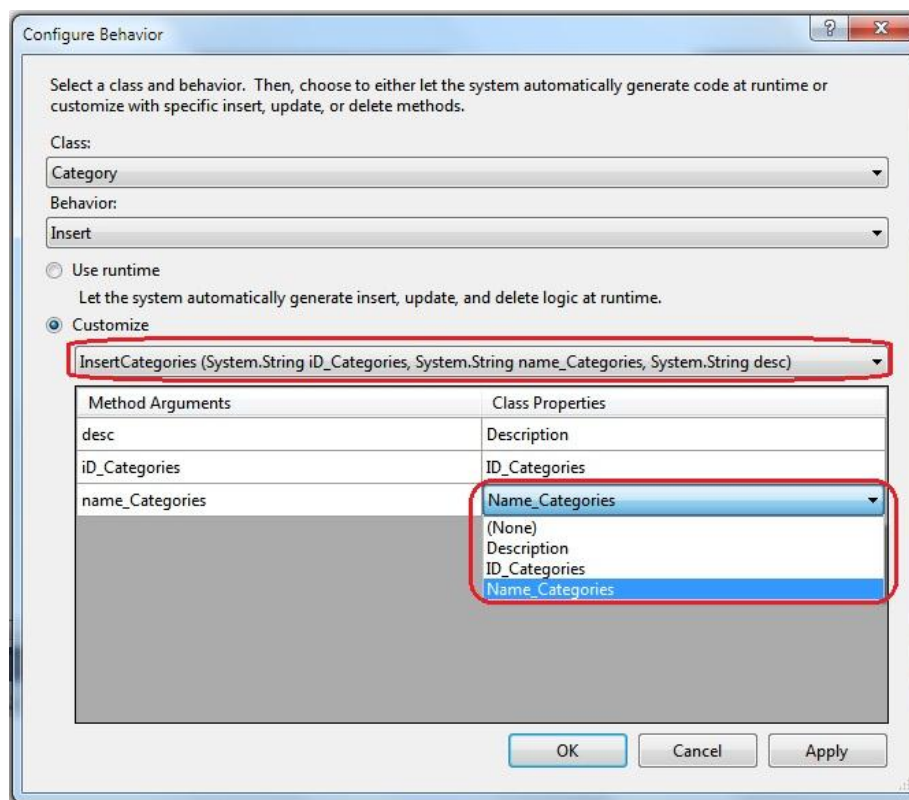 Configure Behavior
Select a class and behavior. Then, choose to either let the system automatically generate code at runtime or
customize with specific insert, update, or delete methods.
Class:
Category
Behavior:
Insert
Use runtime
Let the system automatically generate insert, update, and delete logic at runtime.
Customize
InsertCategories (System.String iD_Categories, System.String name_Categories, System.String desc)
Method Arguments Class Properties
desc Description
iD_Categories ID_Categories
name_Categories Name_Categories
(None)
Description
ID_Categories
Name_Categories
OK Cancel Apply